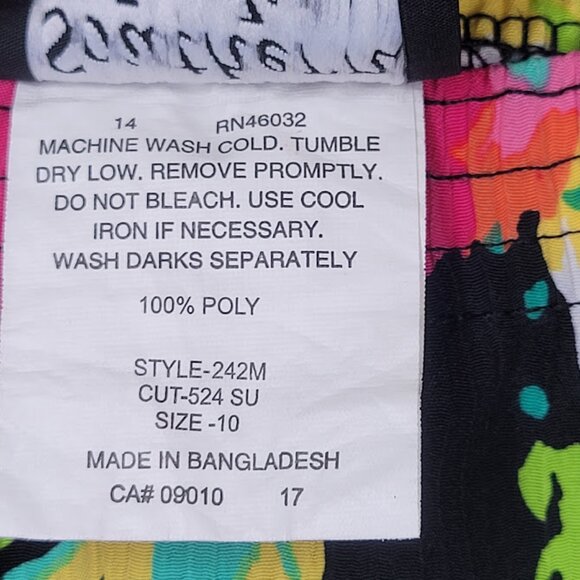 Southern
14 RN46032
MACHINE WASH COLD. TUMBLE
DRY LOW. REMOVE PROMPTLY.
DO NOT BLEACH. USE COOL
IRON IF NECESSARY.
WASH DARKS SEPARATELY
100% POLY
STYLE-242M
CUT-524 SU
SIZE -10
MADE IN BANGLADESH
CA# 09010 17